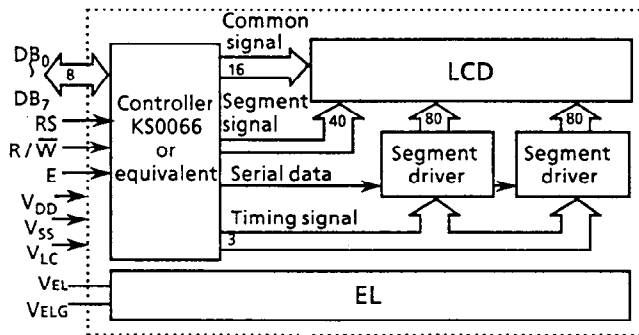 Common
signal
DB₀
8
16
LCD
DB₇
Controller
KS0066
or
equivalent
Segment
signal
40
80
80
RS
R / W̅
E
Segment
driver
Segment
driver
Serial data
VDD
VSS
VLC
Timing signal
3
VEL
VELG
EL